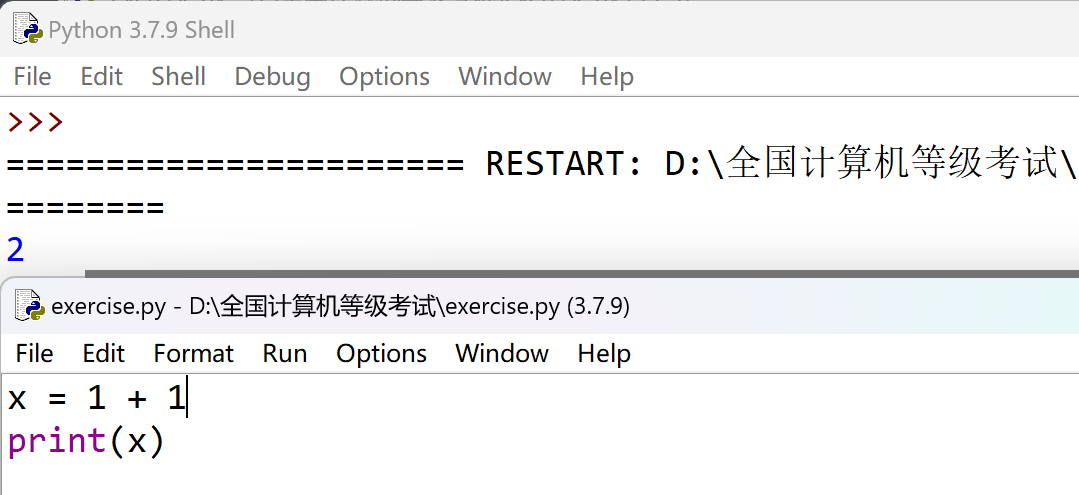 Python 3.7.9 Shell
File Edit Shell Debug Options Window Help
>>>
======================= RESTART: D:\全国计算机等级考试\
========
2
exercise.py - D:\全国计算机等级考试\exercise.py (3.7.9)
File Edit Format Run Options Window Help
x = 1 + 1
print(x)